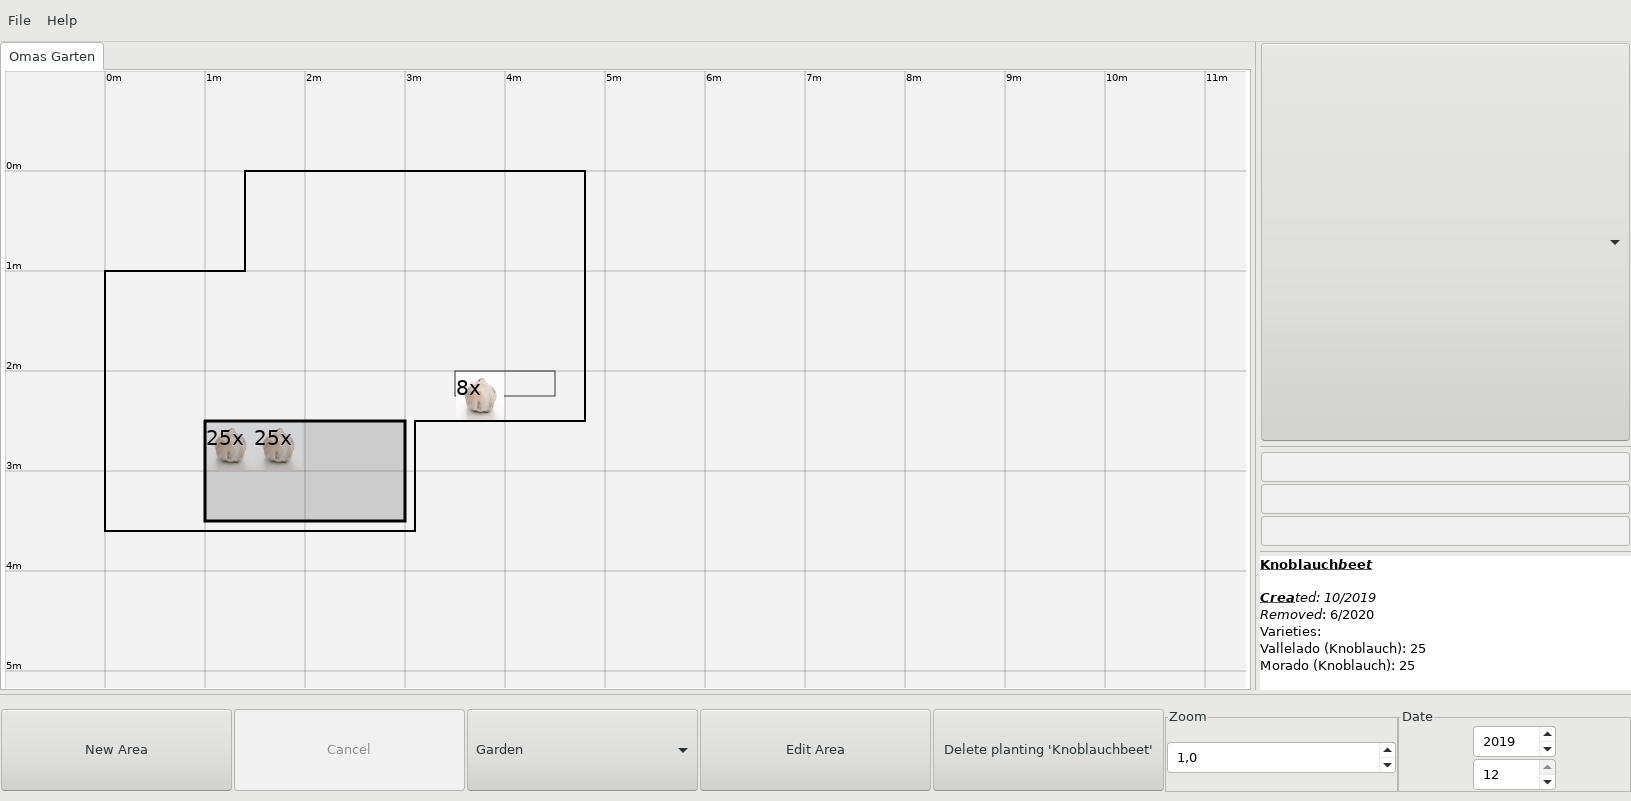 File Help
Omas Garten
0m 1m 2m 3m 4m 5m 6m 7m 8m 9m 10m 11m
0m
1m
2m
8x
25x 25x
3m
4m
5m
Knoblauchbeet
Created: 10/2019
Removed: 6/2020
Varieties:
Vallelado (Knoblauch): 25
Morado (Knoblauch): 25
New Area Cancel Garden Edit Area Delete planting 'Knoblauchbeet'
Zoom
1,0
Date
2019
12